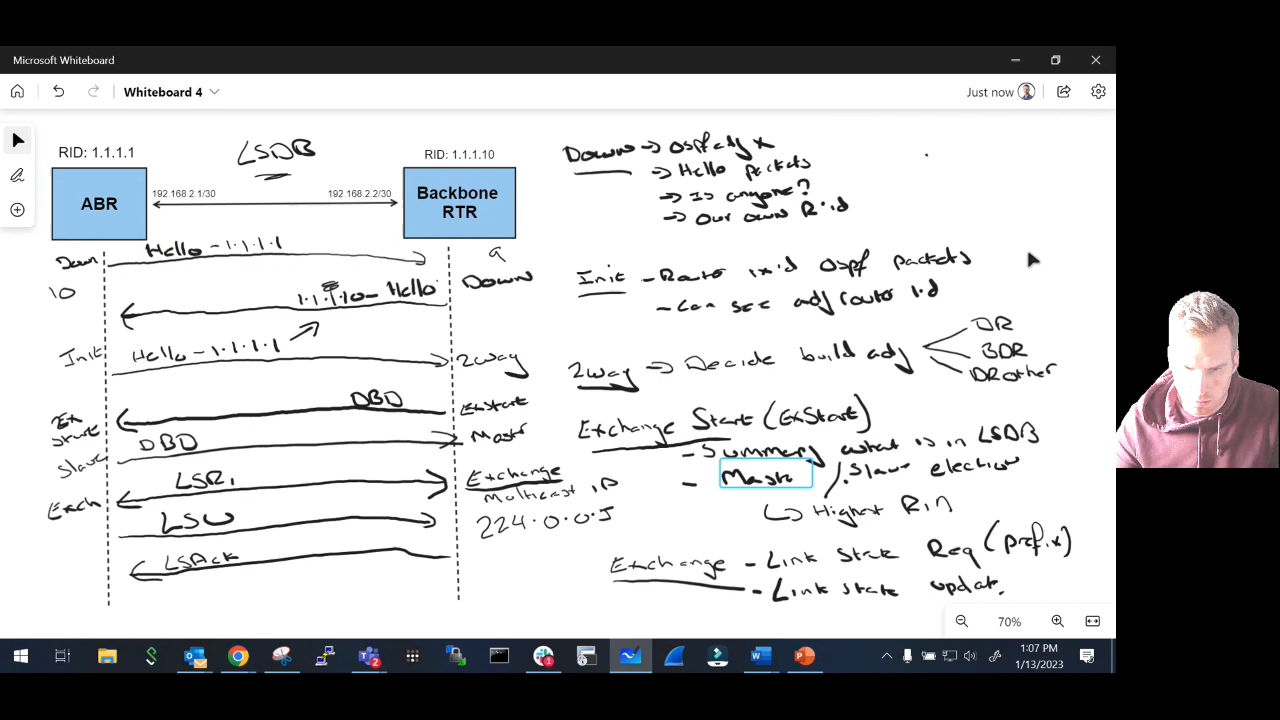 Microsoft Whiteboard
Whiteboard 4
Just now
RID: 1.1.1.1
LSDB
RID: 1.1.1.10
ABR
192.168.2.1/30
192.168.2.2/30
Backbone
RTR
Down
Hello - 1.1.1.1
10
1.1.1.10 - Hello
Down
Init
Hello - 1.1.1.1
2way
DBD
ExStart
Ex
Start
DBD
Master
Slave
LSR
Exchange
Exch
Multicast IP
LSU
224.0.0.5
LSAck
Down → Ospf adj x
→ Hello packets
→ Is anyone?
→ Our own R.id
Init - Router rx'd Ospf packets
- Can see adj router i.d
2way → Decide build adj
DR
BDR
DRother
Exchange Start (ExStart)
- Summary what is in LSDB
- Master / Slave election
↳ Highest
Exchange - Link State Req (prefix)
- Link state update
70%
1:07 PM
1/13/2023